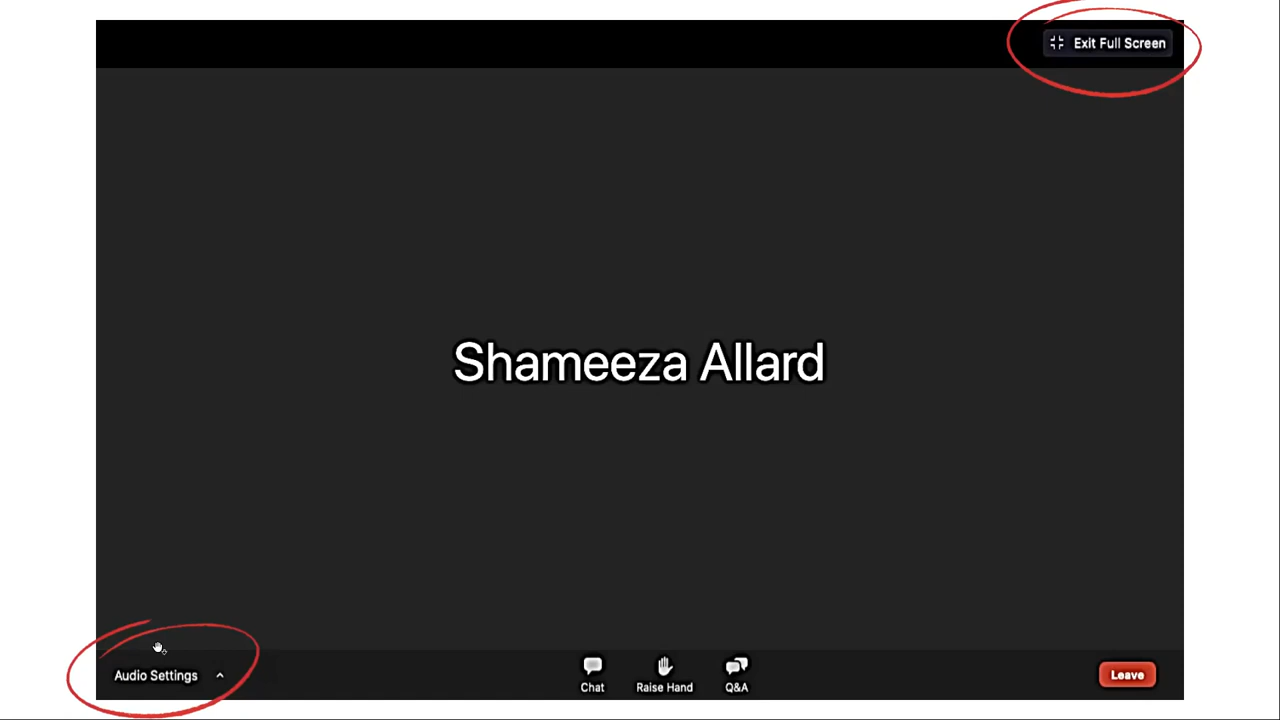 Exit Full Screen
Shameeza Allard
Audio Settings
Chat
Raise Hand
Q&A
Leave